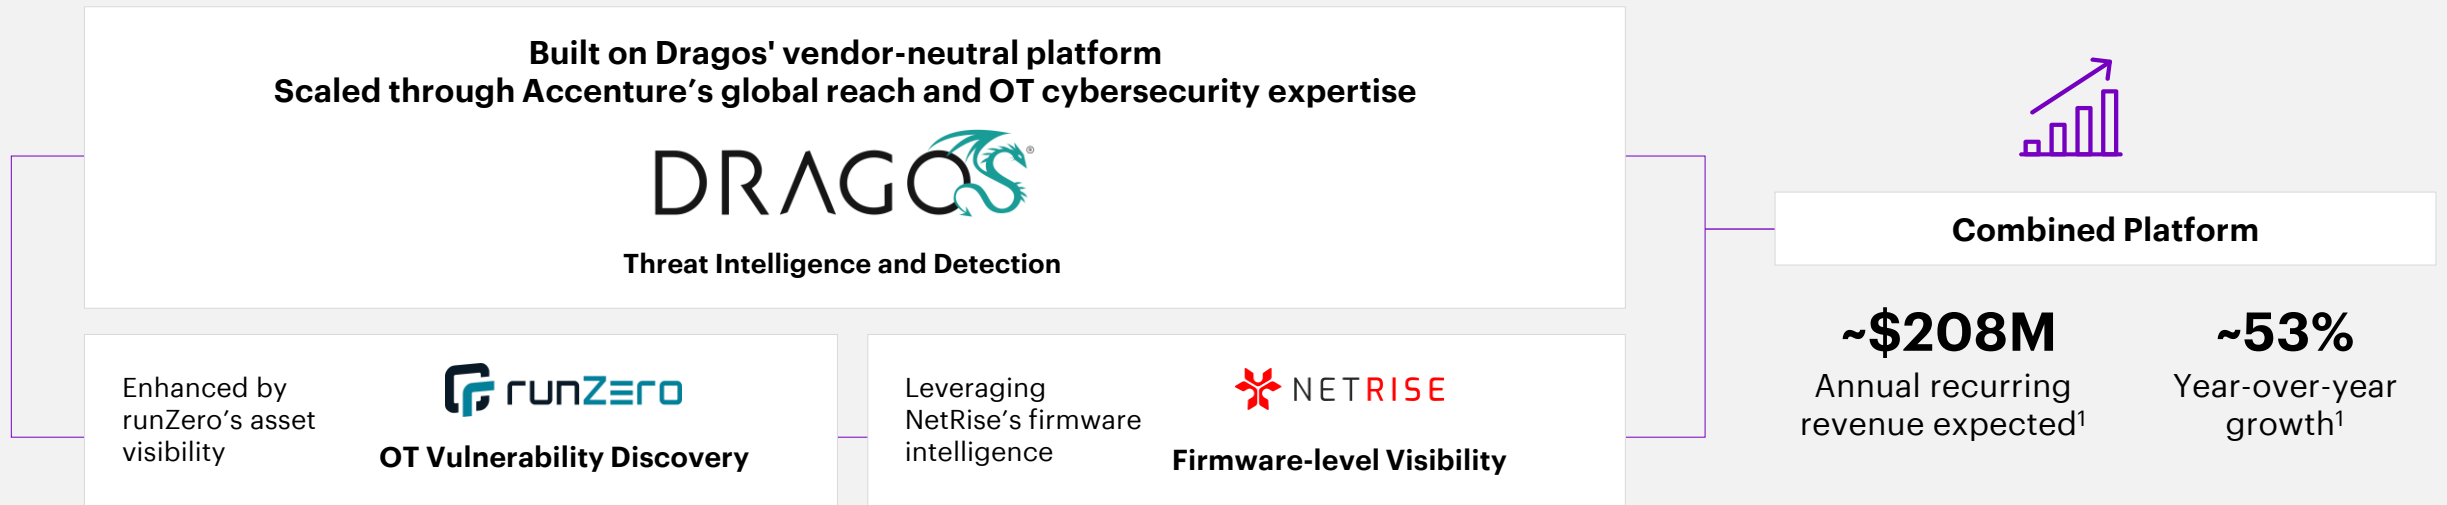 Built on Dragos' vendor-neutral platform
Scaled through Accenture’s global reach and OT cybersecurity expertise
DRAGOS®
Threat Intelligence and Detection
Enhanced by
runZero’s asset
visibility
runZero
OT Vulnerability Discovery
Leveraging
NetRise’s firmware
intelligence
NETRISE
Firmware-level Visibility
Combined Platform
~$208M
Annual recurring
revenue expected¹
~53%
Year-over-year
growth¹